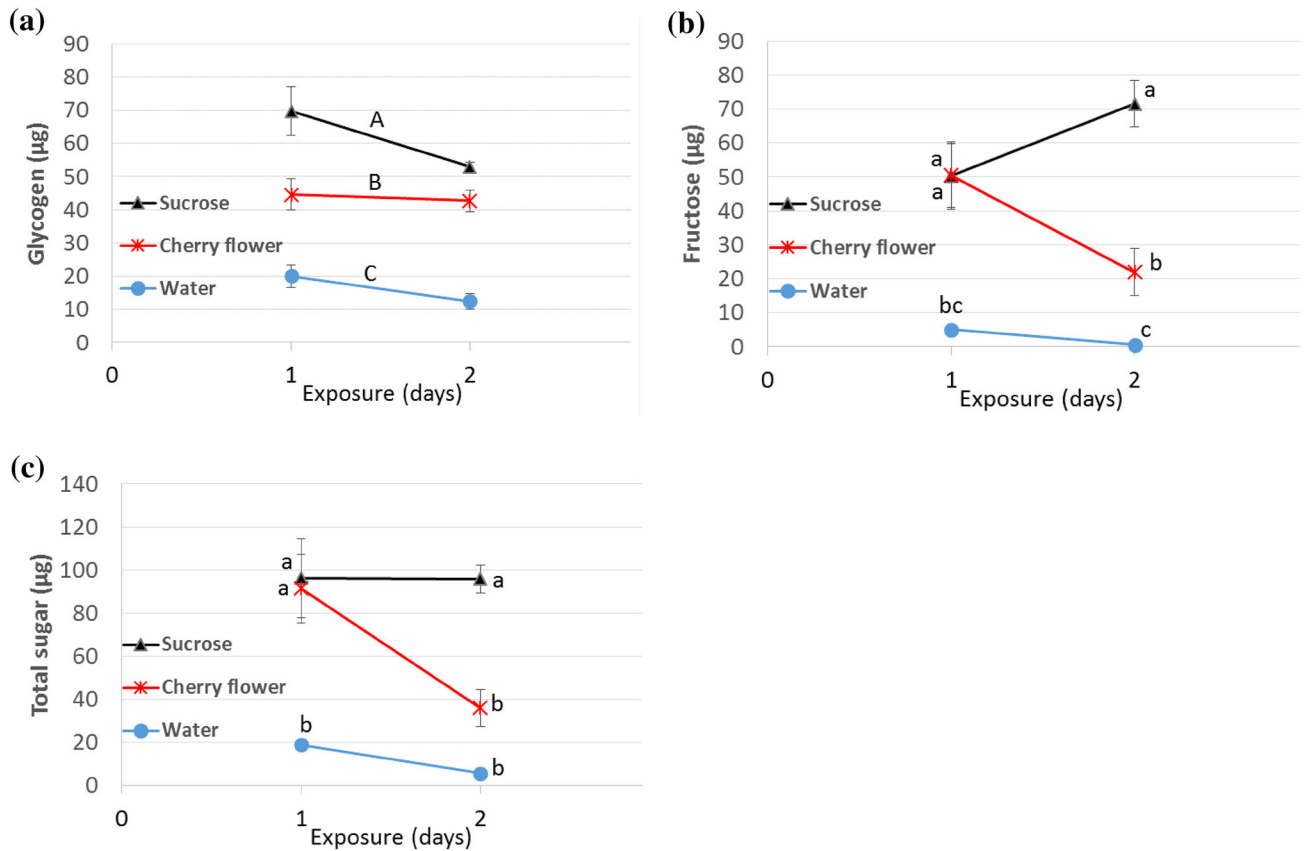 (a)
90
80
70
60
50
40
30
20
10
0
Glycogen (µg)
A
B
C
Sucrose
Cherry flower
Water
0 1 2
Exposure (days)
(b)
90
80
70
60
50
40
30
20
10
0
Fructose (µg)
a
a
a
b
bc
c
Sucrose
Cherry flower
Water
0 1 2
Exposure (days)
(c)
140
120
100
80
60
40
20
0
Total sugar (µg)
a
a
a
b
b
b
Sucrose
Cherry flower
Water
0 1 2
Exposure (days)